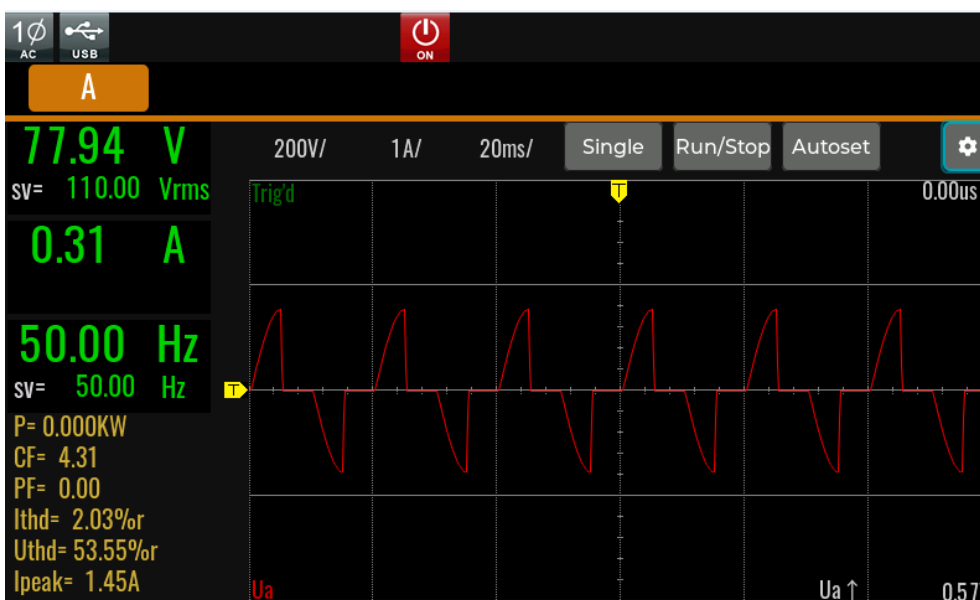 1Ø
AC
USB
ON
A
77.94 V
sv= 110.00 Vrms
0.31 A
50.00 Hz
sv= 50.00 Hz
P= 0.000KW
CF= 4.31
PF= 0.00
Ithd= 2.03%r
Uthd= 53.55%r
Ipeak= 1.45A
200V/ 1A/ 20ms/ Single Run/Stop Autoset
Trig'd T 0.00us
T
Ua Ua↑ 0.57